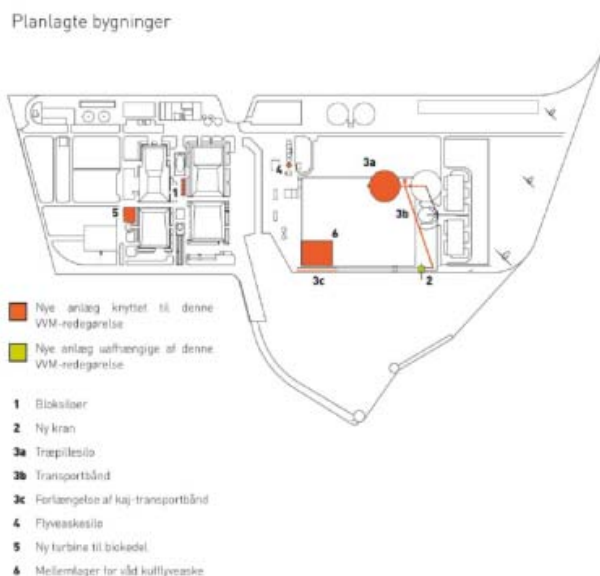 Planlagte bygninger
3a
4
1
3b
5
6
3c
2
Nye anlæg knyttet til denne
VVM-redegørelse
Nye anlæg uafhængige af denne
VVM-redegørelse
1 Bloksiloer
2 Ny kran
3a Træpillesilo
3b Transportbånd
3c Forlængelse af kaj-transportbånd
4 Flyveaskesilo
5 Ny turbine til biokedel
6 Mellemlager for våd kulflyveaske